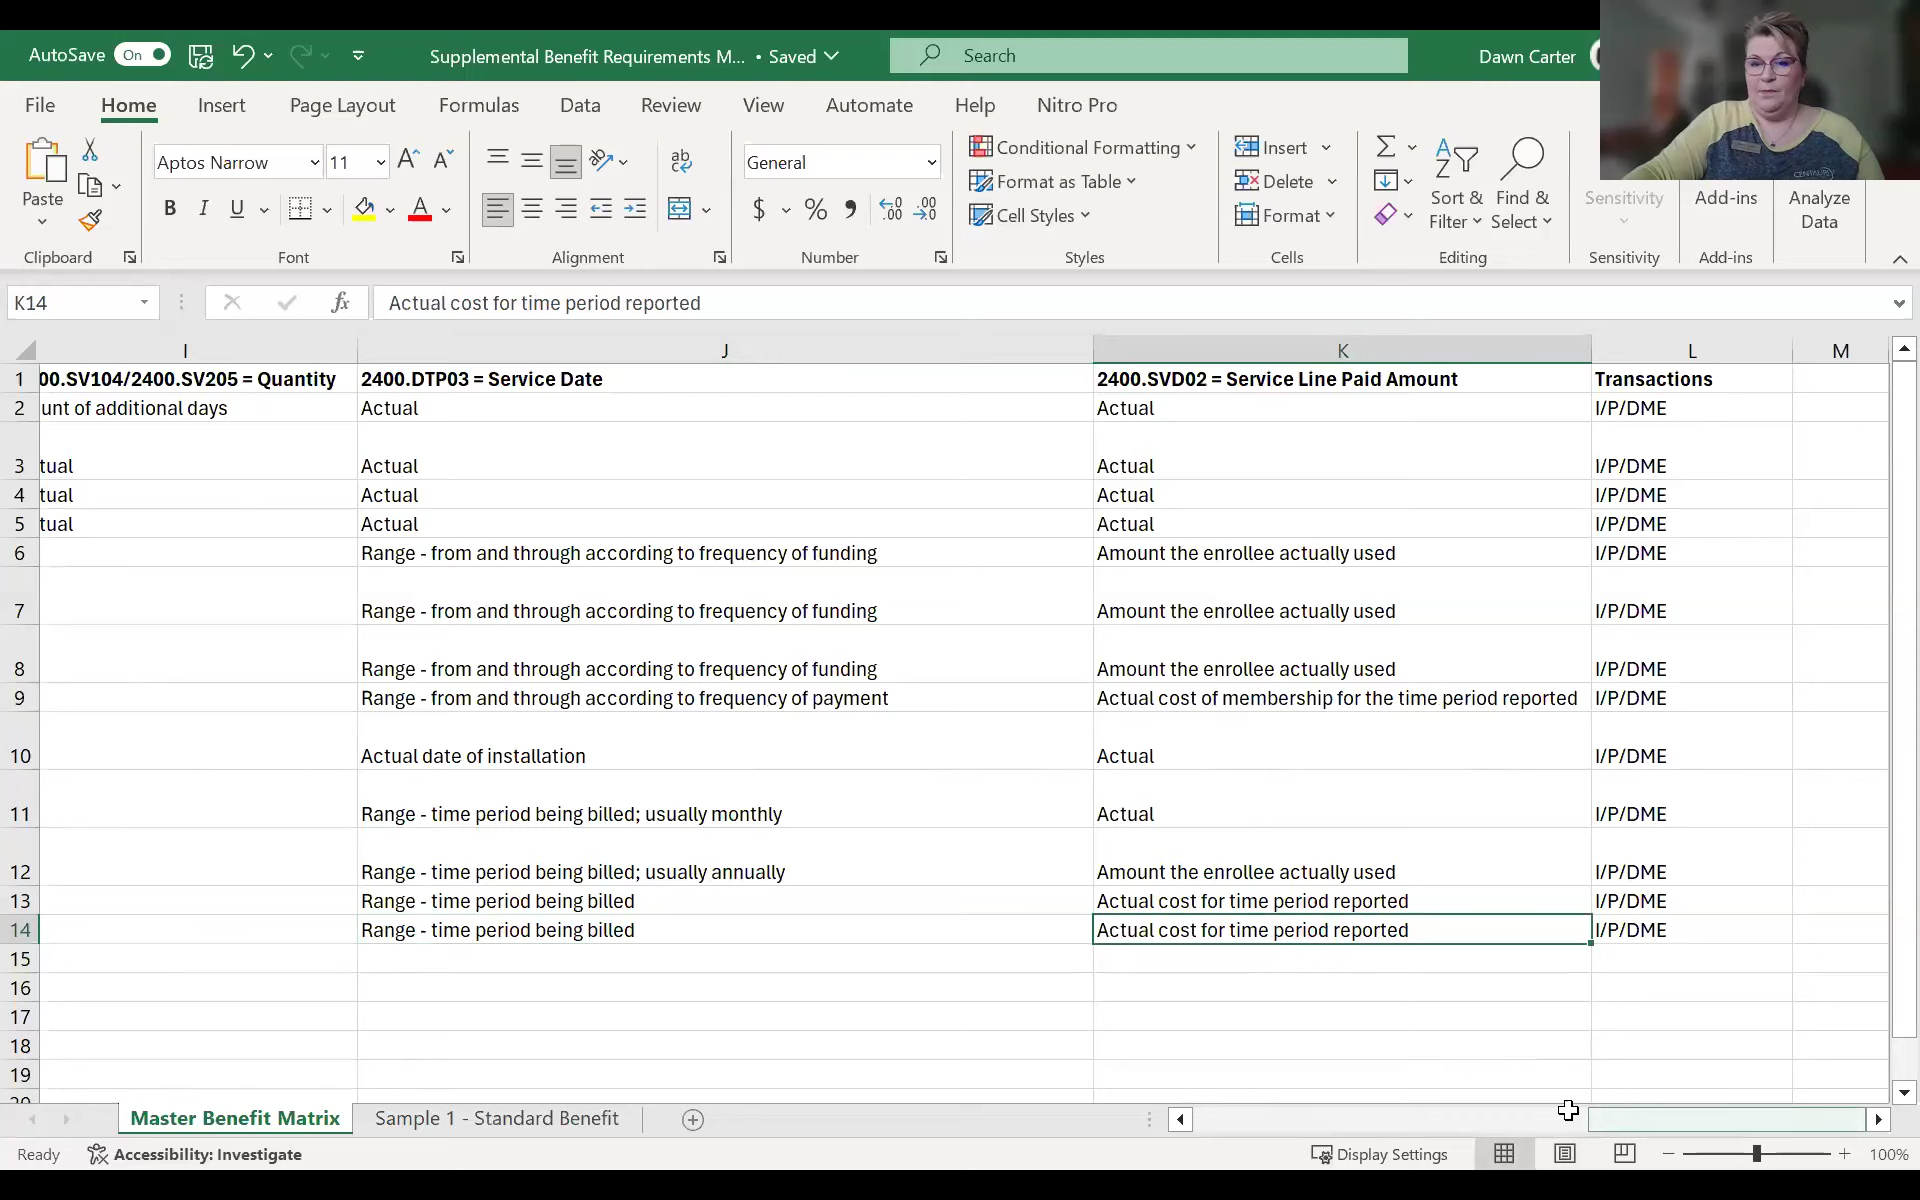 AutoSave On Supplemental Benefit Requirements M... • Saved Search Dawn Carter
File Home Insert Page Layout Formulas Data Review View Automate Help Nitro Pro
Paste
Clipboard
Aptos Narrow 11
B I U A
Font
ab
Alignment
General
$ % 9 .00
Number
Conditional Formatting
Format as Table
Cell Styles
Styles
Insert
Delete
Format
Cells
Sort & Filter
Find & Select
Editing
Sensitivity
Sensitivity
Add-ins
Add-ins
Analyze Data
K14 fx Actual cost for time period reported
I J K L M
1 00.SV104/2400.SV205 = Quantity 2400.DTP03 = Service Date 2400.SVD02 = Service Line Paid Amount Transactions
2 unt of additional days Actual Actual I/P/DME
3 tual Actual Actual I/P/DME
4 tual Actual Actual I/P/DME
5 tual Actual Actual I/P/DME
6 Range - from and through according to frequency of funding Amount the enrollee actually used I/P/DME
7 Range - from and through according to frequency of funding Amount the enrollee actually used I/P/DME
8 Range - from and through according to frequency of funding Amount the enrollee actually used I/P/DME
9 Range - from and through according to frequency of payment Actual cost of membership for the time period reported I/P/DME
10 Actual date of installation Actual I/P/DME
11 Range - time period being billed; usually monthly Actual I/P/DME
12 Range - time period being billed; usually annually Amount the enrollee actually used I/P/DME
13 Range - time period being billed Actual cost for time period reported I/P/DME
14 Range - time period being billed Actual cost for time period reported I/P/DME
15
16
17
18
19
Master Benefit Matrix Sample 1 - Standard Benefit
Ready Accessibility: Investigate Display Settings 100%